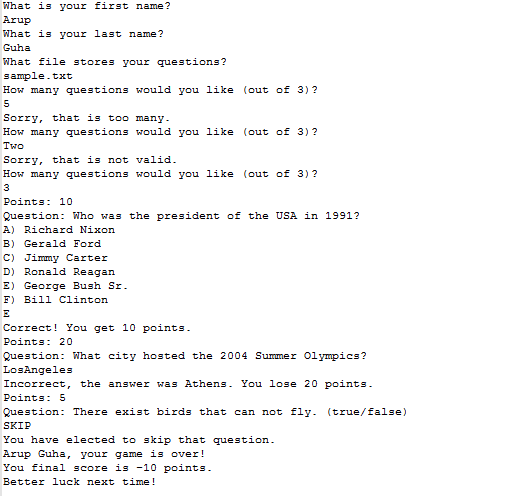 What is your first name?
Arup
What is your last name?
Guha
What file stores your questions?
sample.txt
How many questions would you like (out of 3)?
5
Sorry, that is too many.
How many questions would you like (out of 3)?
Two
Sorry, that is not valid.
How many questions would you like (out of 3)?
3
Points: 10
Question: Who was the president of the USA in 1991?
A) Richard Nixon
B) Gerald Ford
C) Jimmy Carter
D) Ronald Reagan
E) George Bush Sr.
F) Bill Clinton
E
Correct! You get 10 points.
Points: 20
Question: What city hosted the 2004 Summer Olympics?
LosAngeles
Incorrect, the answer was Athens. You lose 20 points.
Points: 5
Question: There exist birds that can not fly. (true/false)
SKIP
You have elected to skip that question.
Arup Guha, your game is over!
You final score is -10 points.
Better luck next time!